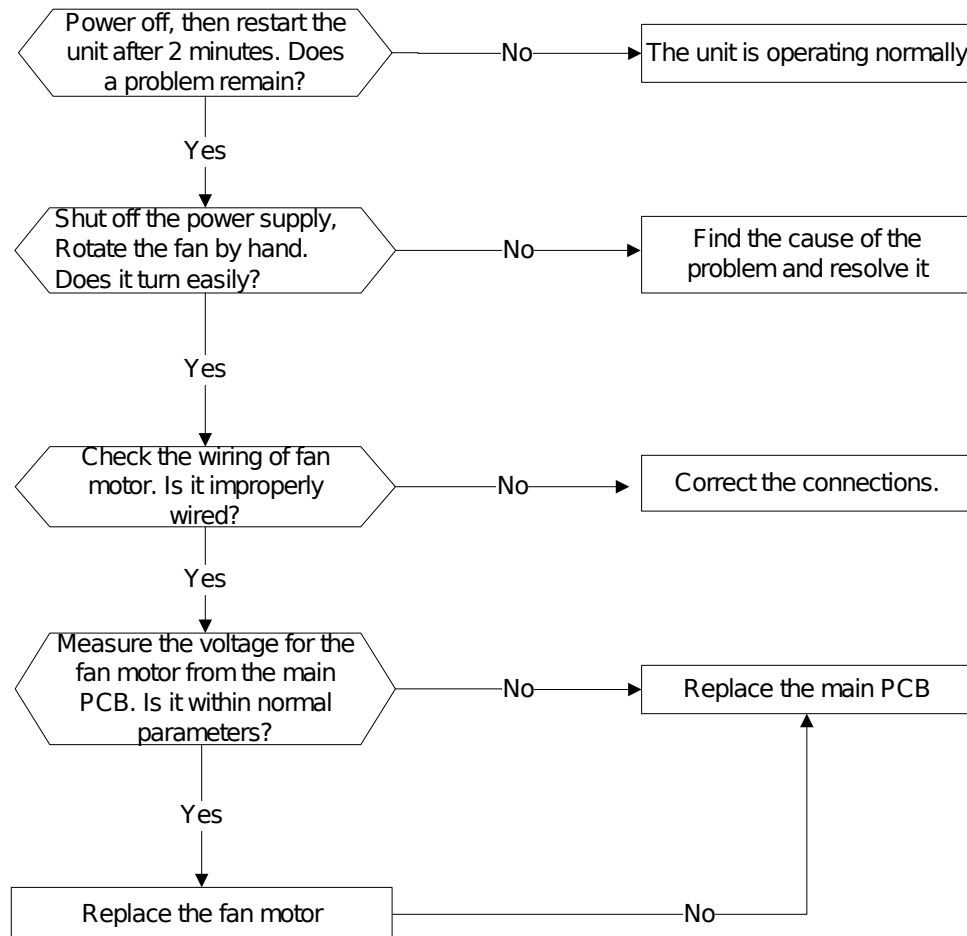 Power off, then restart the
unit after 2 minutes. Does
a problem remain?
No
The unit is operating normally
Yes
Shut off the power supply,
Rotate the fan by hand.
Does it turn easily?
No
Find the cause of the
problem and resolve it
Yes
Check the wiring of fan
motor. Is it improperly
wired?
No
Correct the connections.
Yes
Measure the voltage for the
fan motor from the main
PCB. Is it within normal
parameters?
No
Replace the main PCB
Yes
Replace the fan motor
No